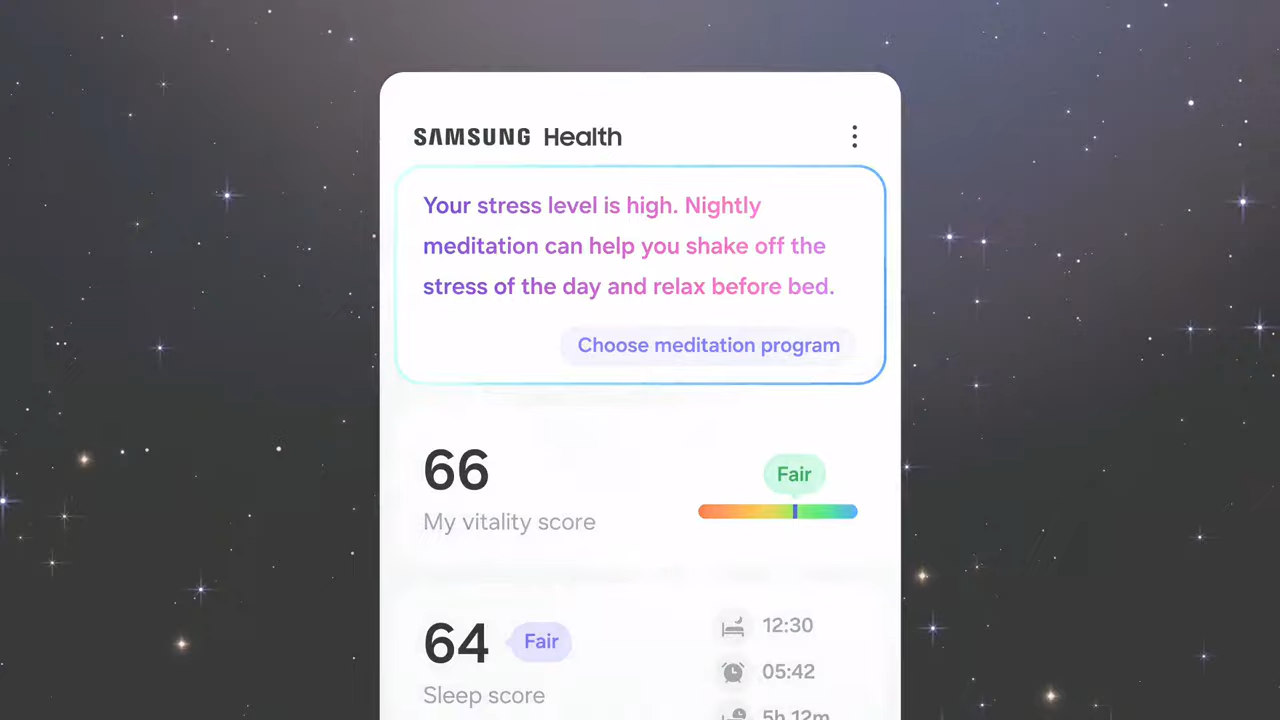 SAMSUNG Health
Your stress level is high. Nightly
meditation can help you shake off the
stress of the day and relax before bed.
Choose meditation program
66
Fair
My vitality score
64 Fair
12:30
05:42
Sleep score
5h 12m